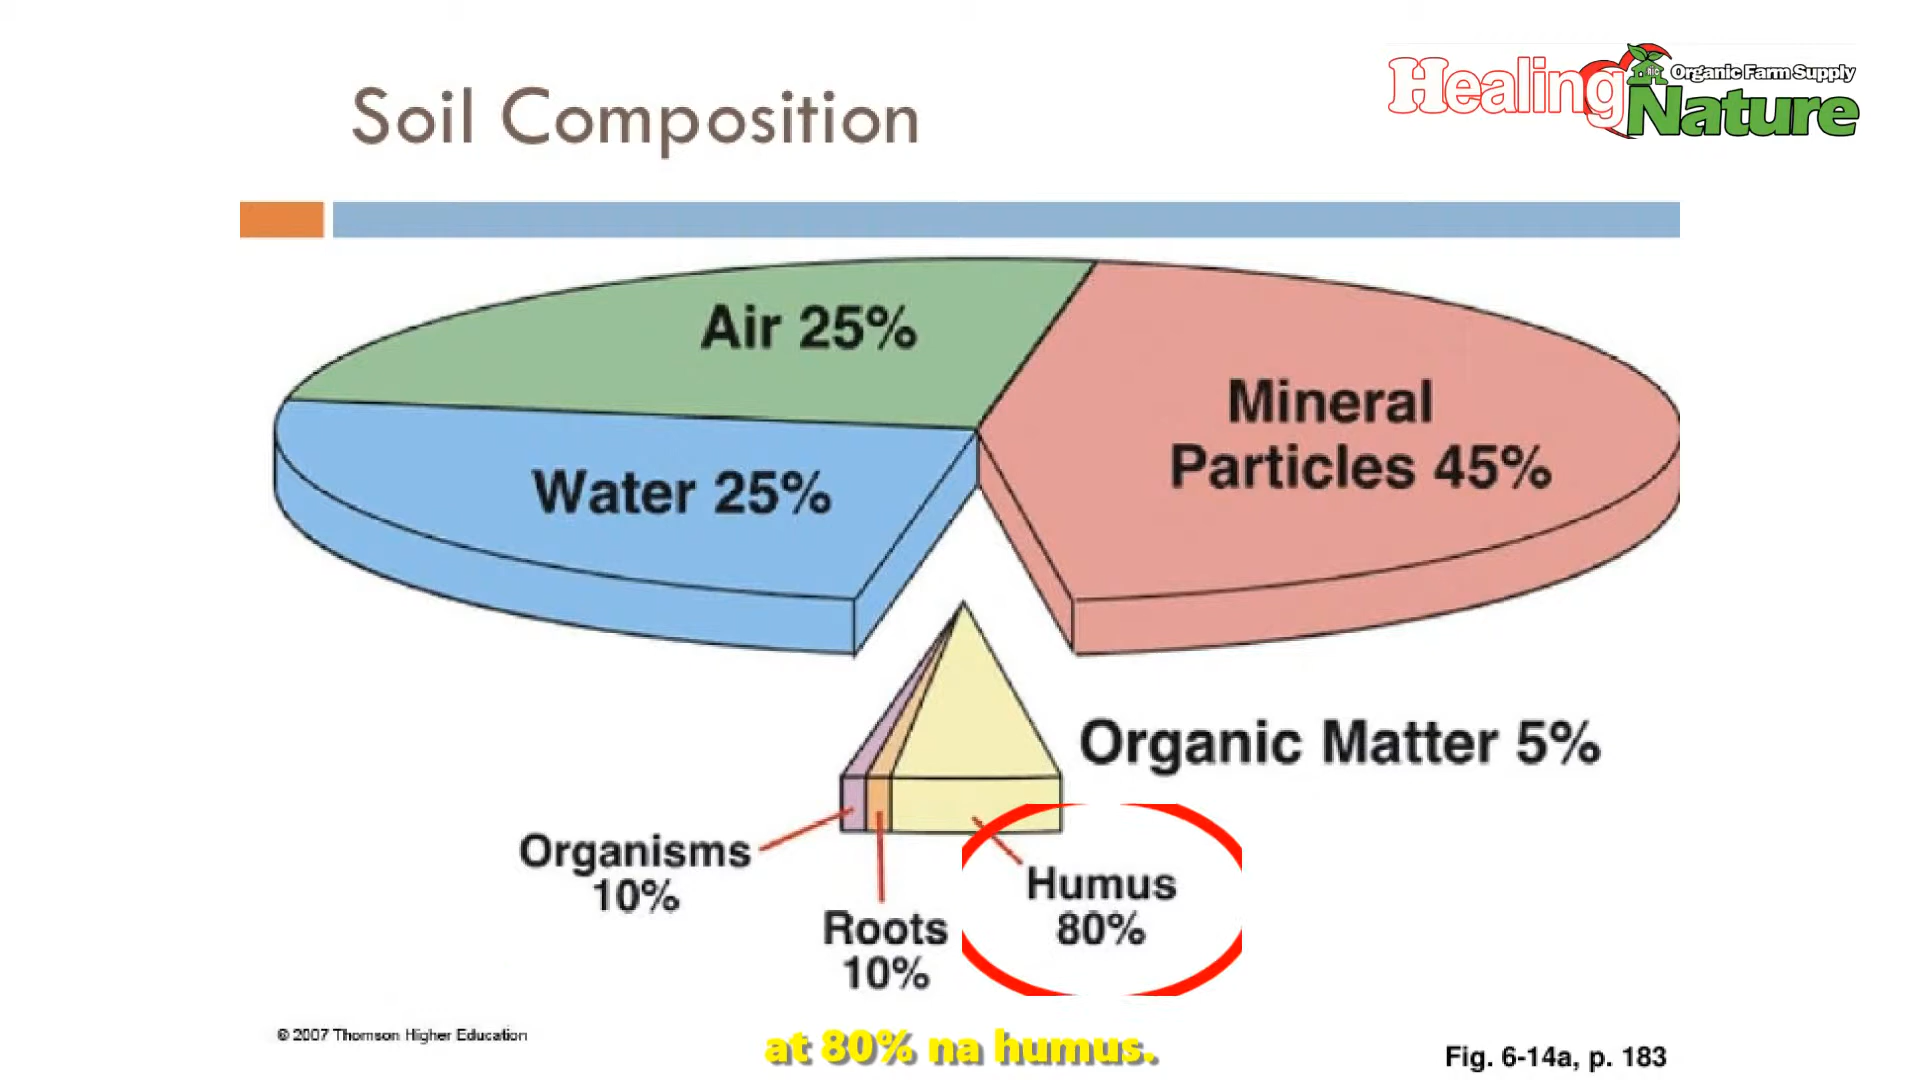 Soil Composition
Healing
Organic Farm Supply
Nature
Air 25%
Mineral
Particles 45%
Water 25%
Organic Matter 5%
Organisms
10%
Humus
80%
Roots
10%
© 2007 Thomson Higher Education
at 80% na humus.
Fig. 6-14a, p. 183